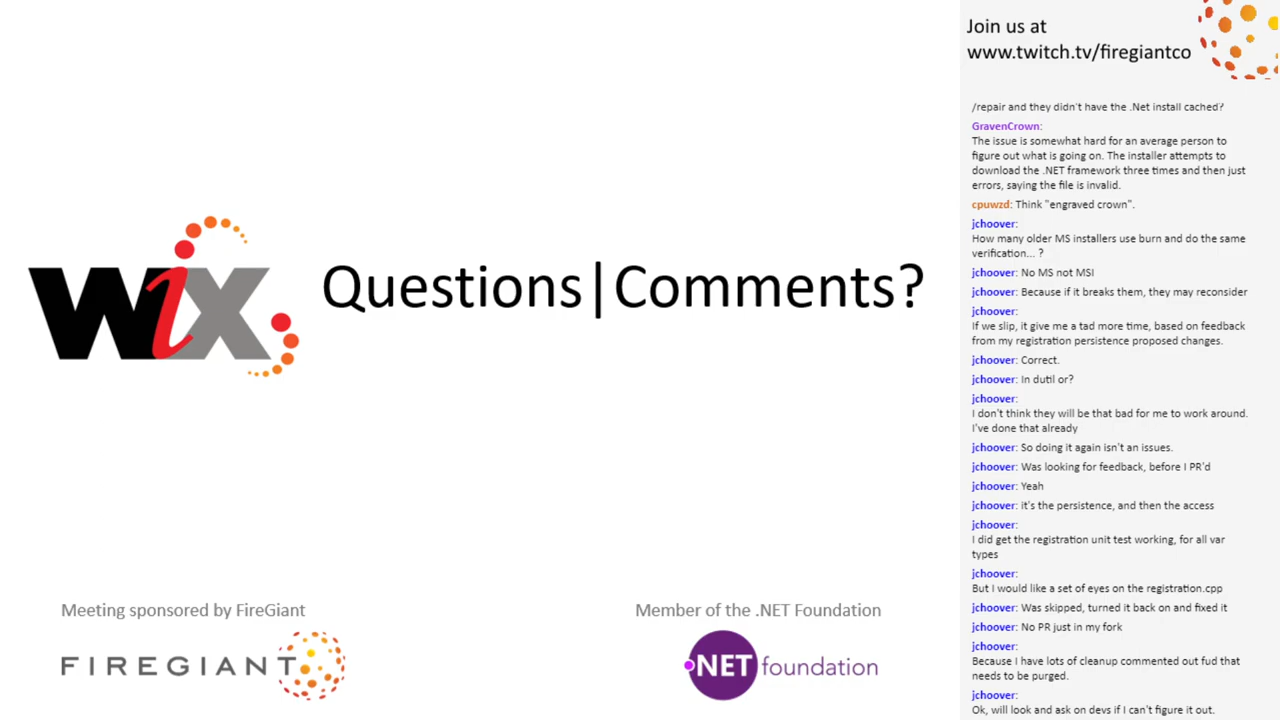 WiX
Questions|Comments?
Meeting sponsored by FireGiant
FIREGIANT
Member of the .NET Foundation
.NET foundation
Join us at
www.twitch.tv/firegiantco
/repair and they didn't have the .Net install cached?
GravenCrown:
The issue is somewhat hard for an average person to
figure out what is going on. The installer attempts to
download the .NET framework three times and then just
errors, saying the file is invalid.
cpuwzd: Think "engraved crown".
jchoover:
How many older MS installers use burn and do the same
verification... ?
jchoover: No MS not MSI
jchoover: Because if it breaks them, they may reconsider
jchoover:
If we slip, it give me a tad more time, based on feedback
from my registration persistence proposed changes.
jchoover: Correct.
jchoover: In dutil or?
jchoover:
I don't think they will be that bad for me to work around.
I've done that already
jchoover: So doing it again isn't an issues.
jchoover: Was looking for feedback, before I PR'd
jchoover: Yeah
jchoover: it's the persistence, and then the access
jchoover:
I did get the registration unit test working, for all var
types
jchoover:
But I would like a set of eyes on the registration.cpp
jchoover: Was skipped, turned it back on and fixed it
jchoover: No PR just in my fork
jchoover:
Because I have lots of cleanup commented out fud that
needs to be purged.
jchoover:
Ok, will look and ask on devs if I can't figure it out.